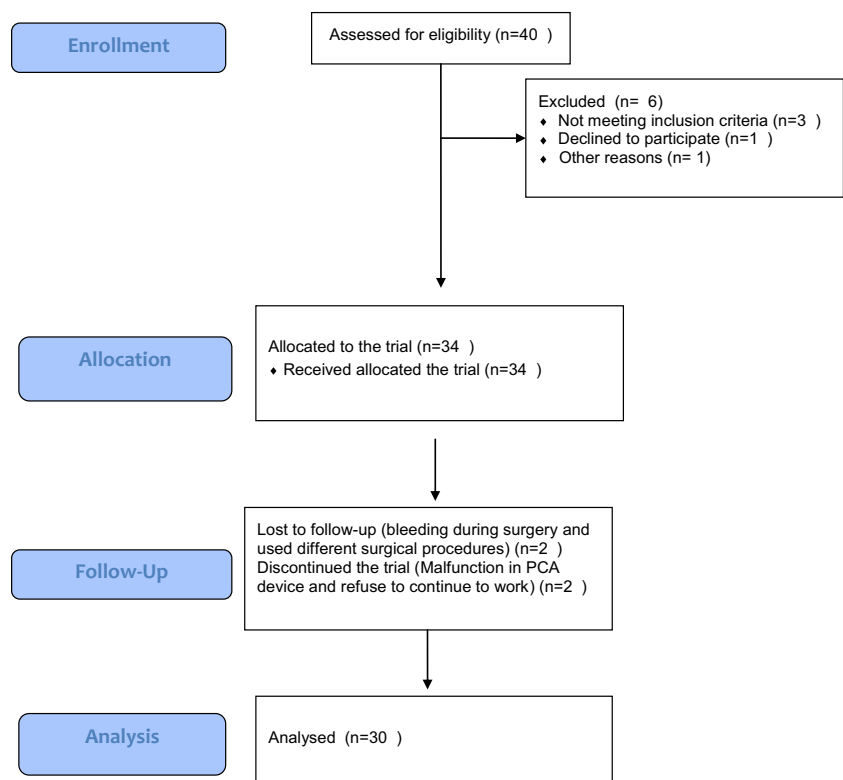 Enrollment
Assessed for eligibility (n=40 )
Excluded (n= 6)
♦ Not meeting inclusion criteria (n=3 )
♦ Declined to participate (n=1 )
♦ Other reasons (n= 1)
Allocation
Allocated to the trial (n=34 )
♦ Received allocated the trial (n=34 )
Follow-Up
Lost to follow-up (bleeding during surgery and
used different surgical procedures) (n=2 )
Discontinued the trial (Malfunction in PCA
device and refuse to continue to work) (n=2 )
Analysis
Analysed (n=30 )